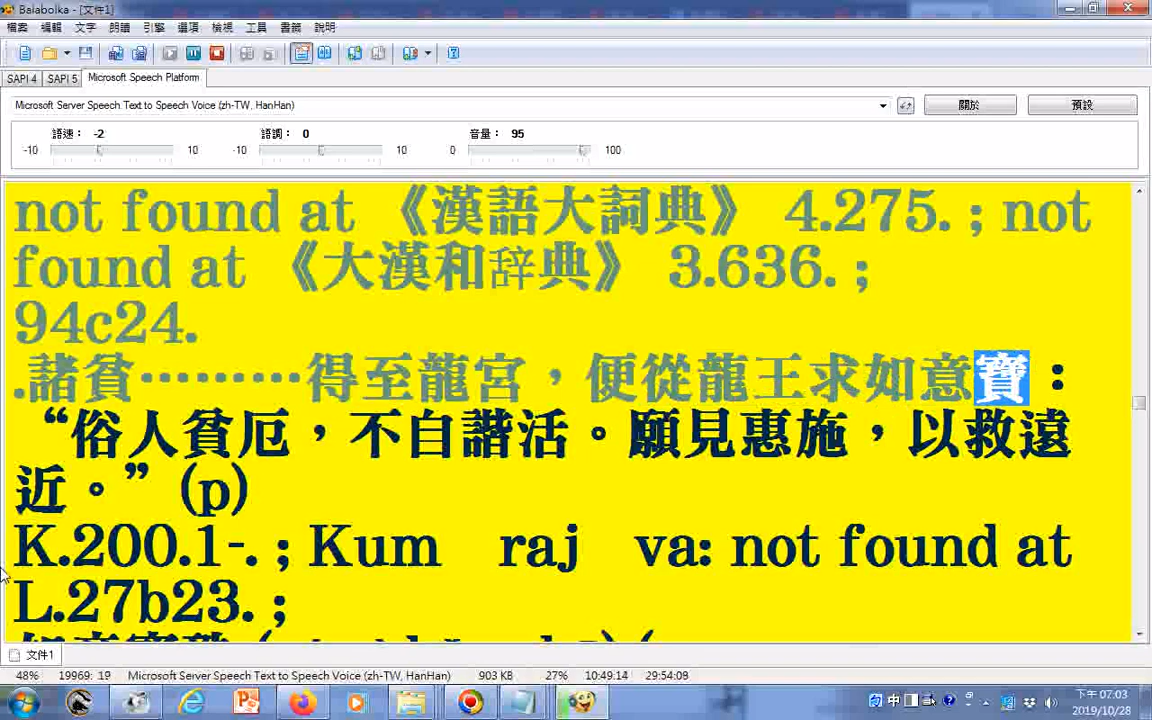 Balabolka - [文件1]
檔案 編輯 文字 朗讀 引擎 選項 檢視 工具 書籤 說明
SAPI 4 SAPI 5 Microsoft Speech Platform
Microsoft Server Speech Text to Speech Voice (zh-TW, HanHan) 關於 預設
語速： -2 語調： 0 音量： 95
-10 10 -10 10 0 100
not found at 《漢語大詞典》 4.275. ; not
found at 《大漢和辞典》 3.636. ;
94c24.
.諸貧………得至龍宮，便從龍王求如意寶：
“俗人貧厄，不自諧活。願見惠施，以救遠
近。”(p)
K.200.1-. ; Kum raj va: not found at
L.27b23. ;
文件1
48% 19969: 19 Microsoft Server Speech Text to Speech Voice (zh-TW, HanHan) 903 KB 27% 10:49:14 29:54:09
中 下午 07:03
2019/10/28